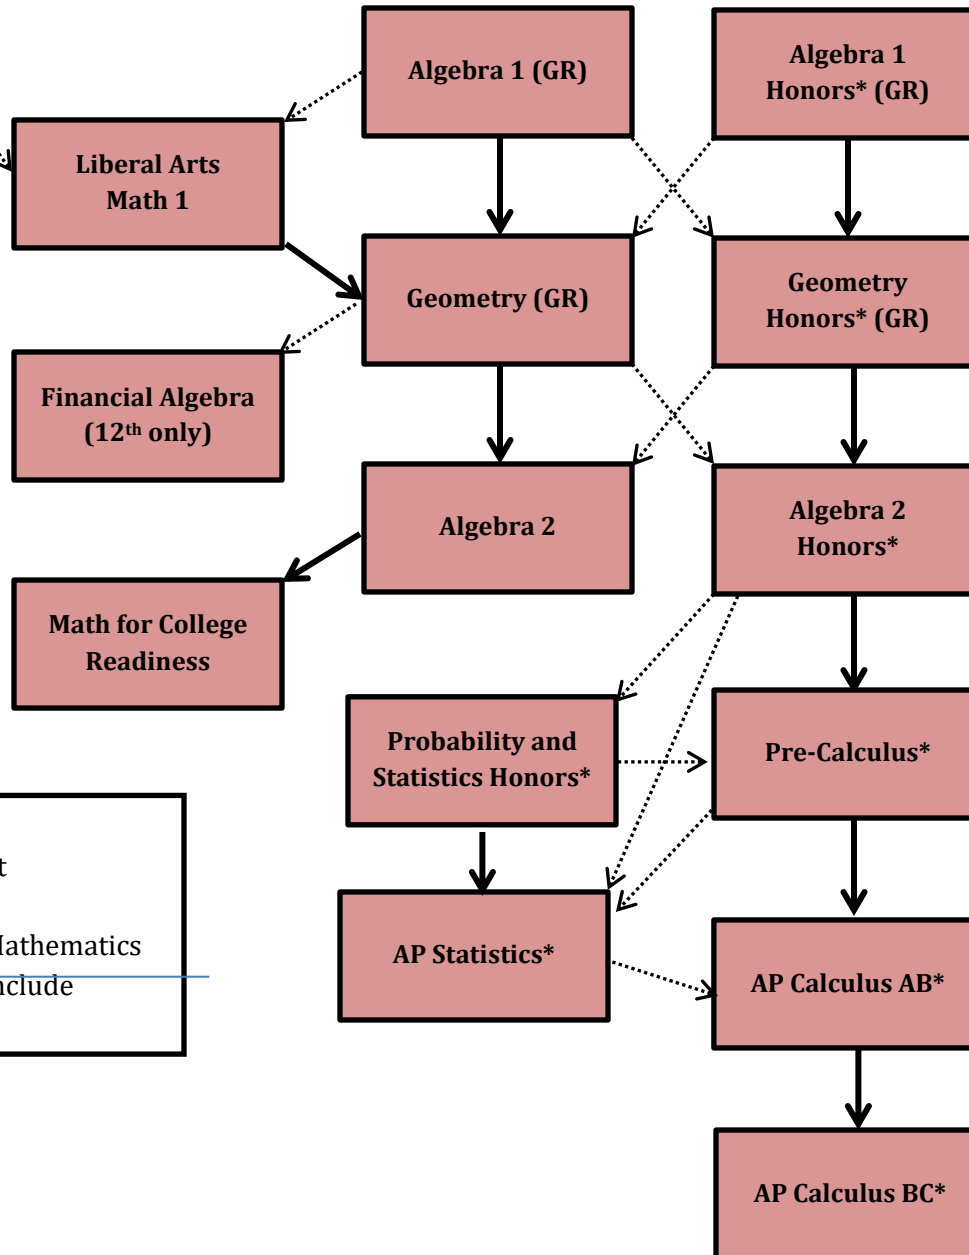 Algebra 1 (GR)
Algebra 1
Honors* (GR)
Liberal Arts
Math 1
Geometry (GR)
Geometry
Honors* (GR)
Financial Algebra
(12th only)
Algebra 2
Algebra 2
Honors*
Math for College
Readiness
Probability and
Statistics Honors*
Pre-Calculus*
AP Statistics*
AP Calculus AB*
AP Calculus BC*
t
Mathematics
nclude